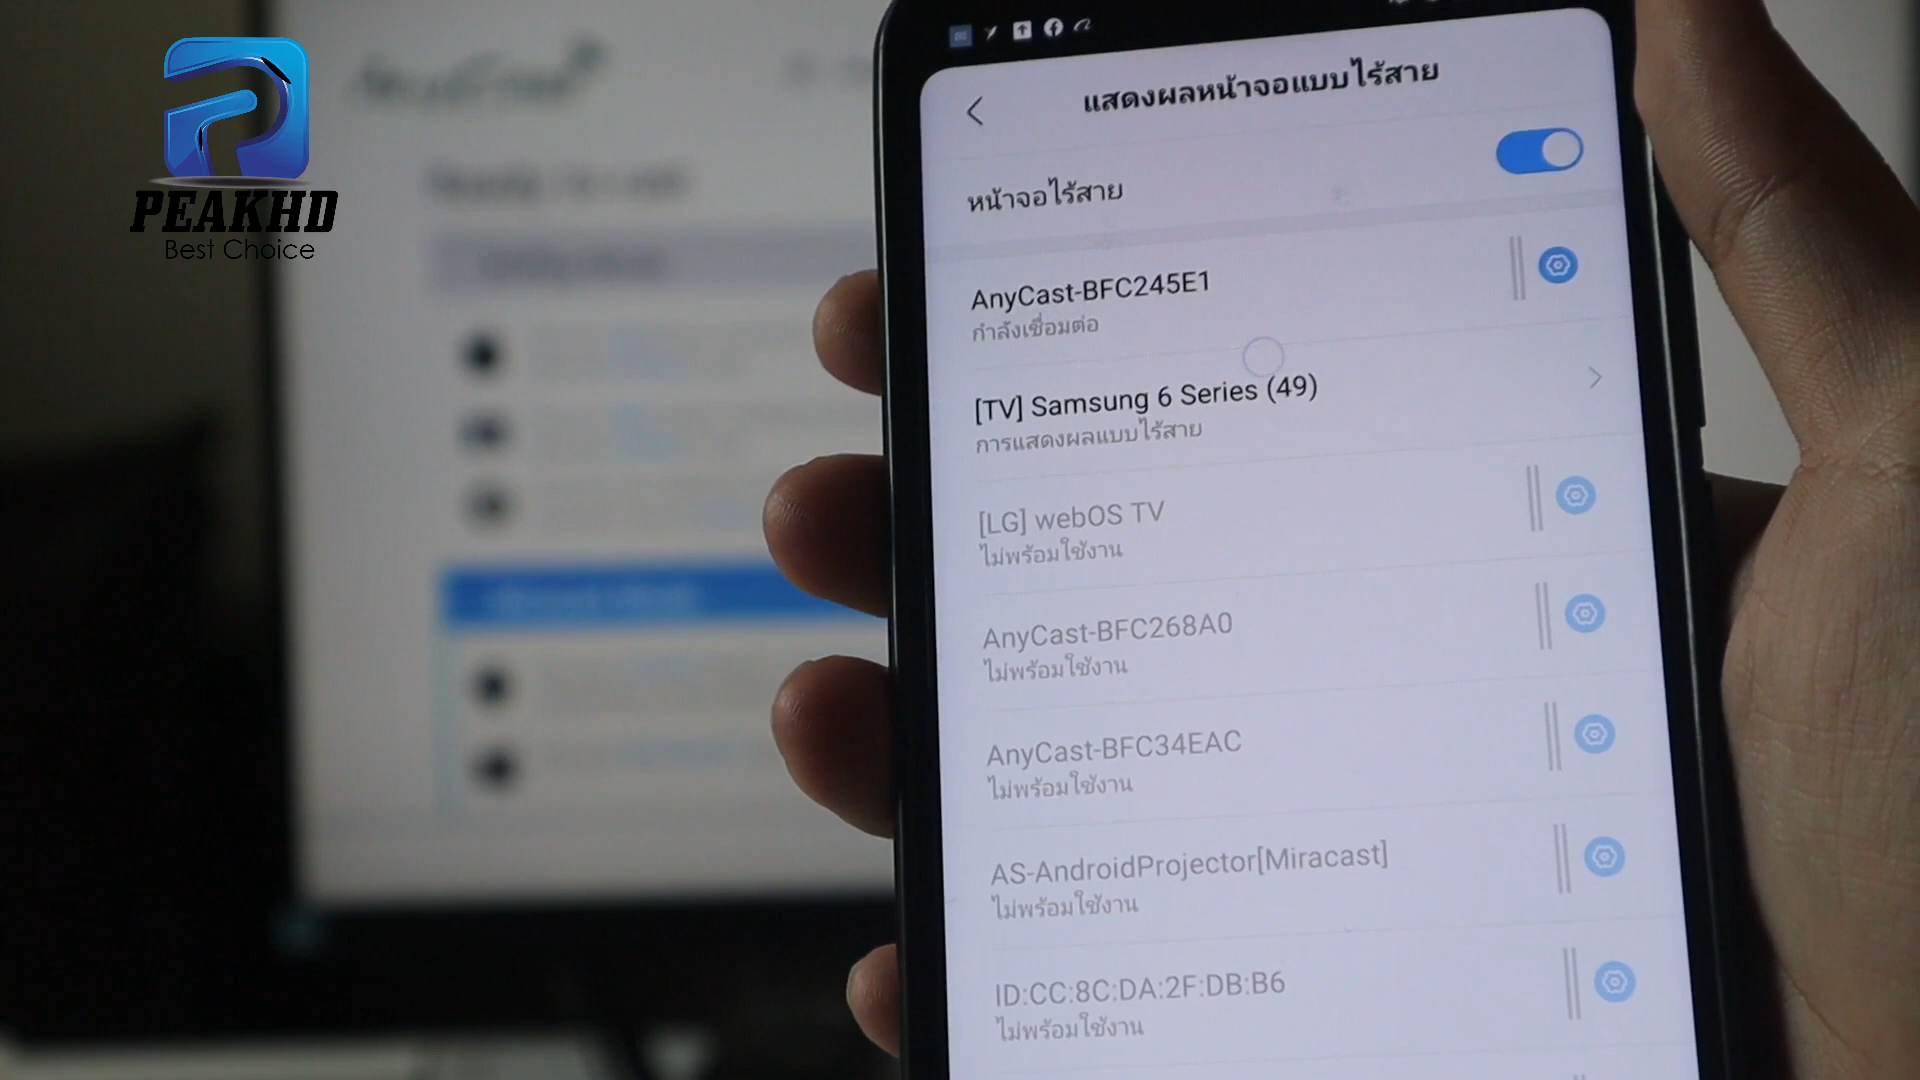 PEAKHD
Best Choice
แสดงผลหน้าจอแบบไร้สาย
หน้าจอไร้สาย
AnyCast-BFC245E1
กำลังเชื่อมต่อ
[TV] Samsung 6 Series (49)
การแสดงผลแบบไร้สาย
[LG] webOS TV
ไม่พร้อมใช้งาน
AnyCast-BFC268A0
ไม่พร้อมใช้งาน
AnyCast-BFC34EAC
ไม่พร้อมใช้งาน
AS-AndroidProjector[Miracast]
ไม่พร้อมใช้งาน
ID:CC:8C:DA:2F:DB:B6
ไม่พร้อมใช้งาน